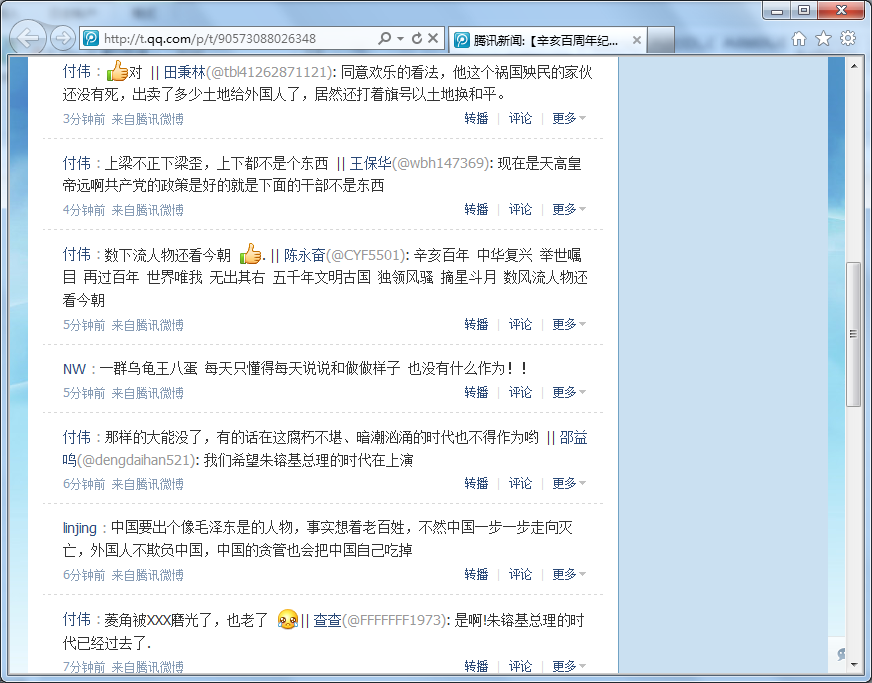 http://t.qq.com/p/t/90573088026348
腾讯新闻:【辛亥百周年纪...
付伟：对 || 田秉林(@tbl41262871121): 同意欢乐的看法，他这个祸国殃民的家伙
还没有死，出卖了多少土地给外国人了，居然还打着旗号以土地换和平。
3分钟前 来自腾讯微博 转播 评论 更多
付伟：上梁不正下梁歪，上下都不是个东西 || 王保华(@wbh147369): 现在是天高皇
帝远啊共产党的政策是好的就是下面的干部不是东西
4分钟前 来自腾讯微博 转播 评论 更多
付伟：数下流人物还看今朝 . || 陈永奋(@CYF5501): 辛亥百年 中华复兴 举世嘱
目 再过百年 世界唯我 无出其右 五千年文明古国 独领风骚 摘星斗月 数风流人物还
看今朝
5分钟前 来自腾讯微博 转播 评论 更多
NW：一群乌龟王八蛋 每天只懂得每天说说和做做样子 也没有什么作为！！
5分钟前 来自腾讯微博 转播 评论 更多
付伟：那样的大能没了，有的话在这腐朽不堪、暗潮汹涌的时代也不得作为哟 || 邵益
鸣(@dengdaihan521): 我们希望朱镕基总理的时代在上演
6分钟前 来自腾讯微博 转播 评论 更多
linjing：中国要出个像毛泽东是的人物，事实想着老百姓，不然中国一步一步走向灭
亡，外国人不欺负中国，中国的贪管也会把中国自己吃掉
6分钟前 来自腾讯微博 转播 评论 更多
付伟：菱角被XXX磨光了，也老了 || 查查(@FFFFFFF1973): 是啊!朱镕基总理的时
代已经过去了.
7分钟前 来自腾讯微博 转播 评论 更多